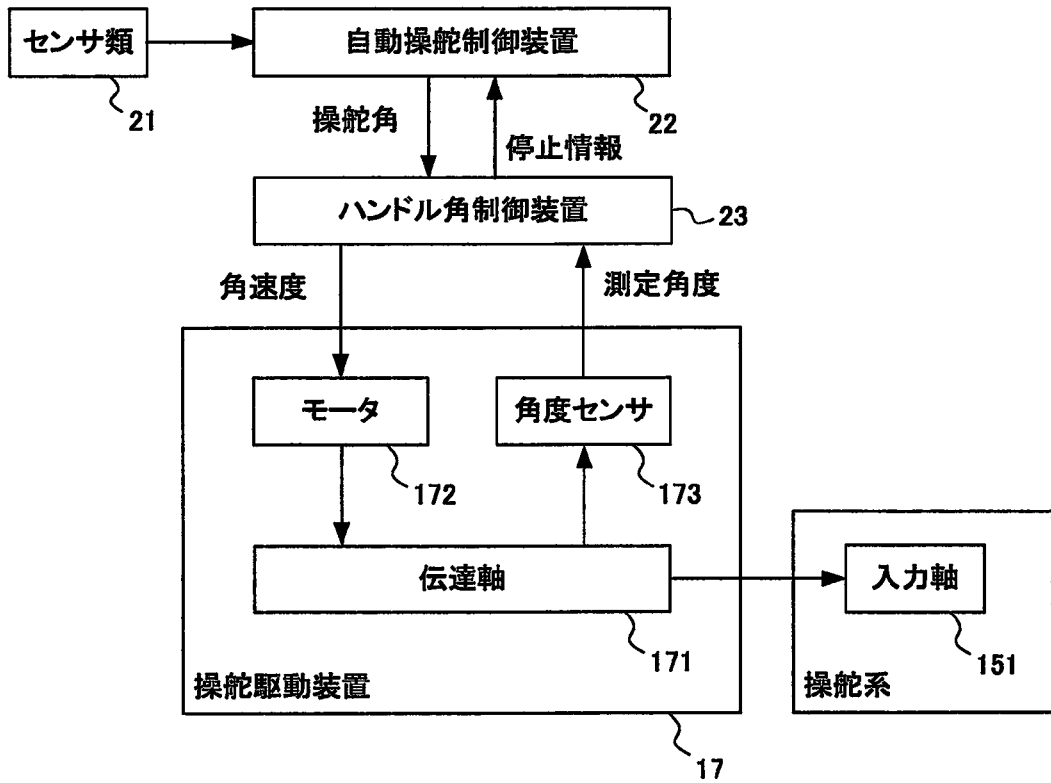 センサ類
自動操舵制御装置
21
22
操舵角
停止情報
ハンドル角制御装置
23
角速度
測定角度
モータ
角度センサ
172
173
伝達軸
入力軸
171
151
操舵駆動装置
操舵系
17